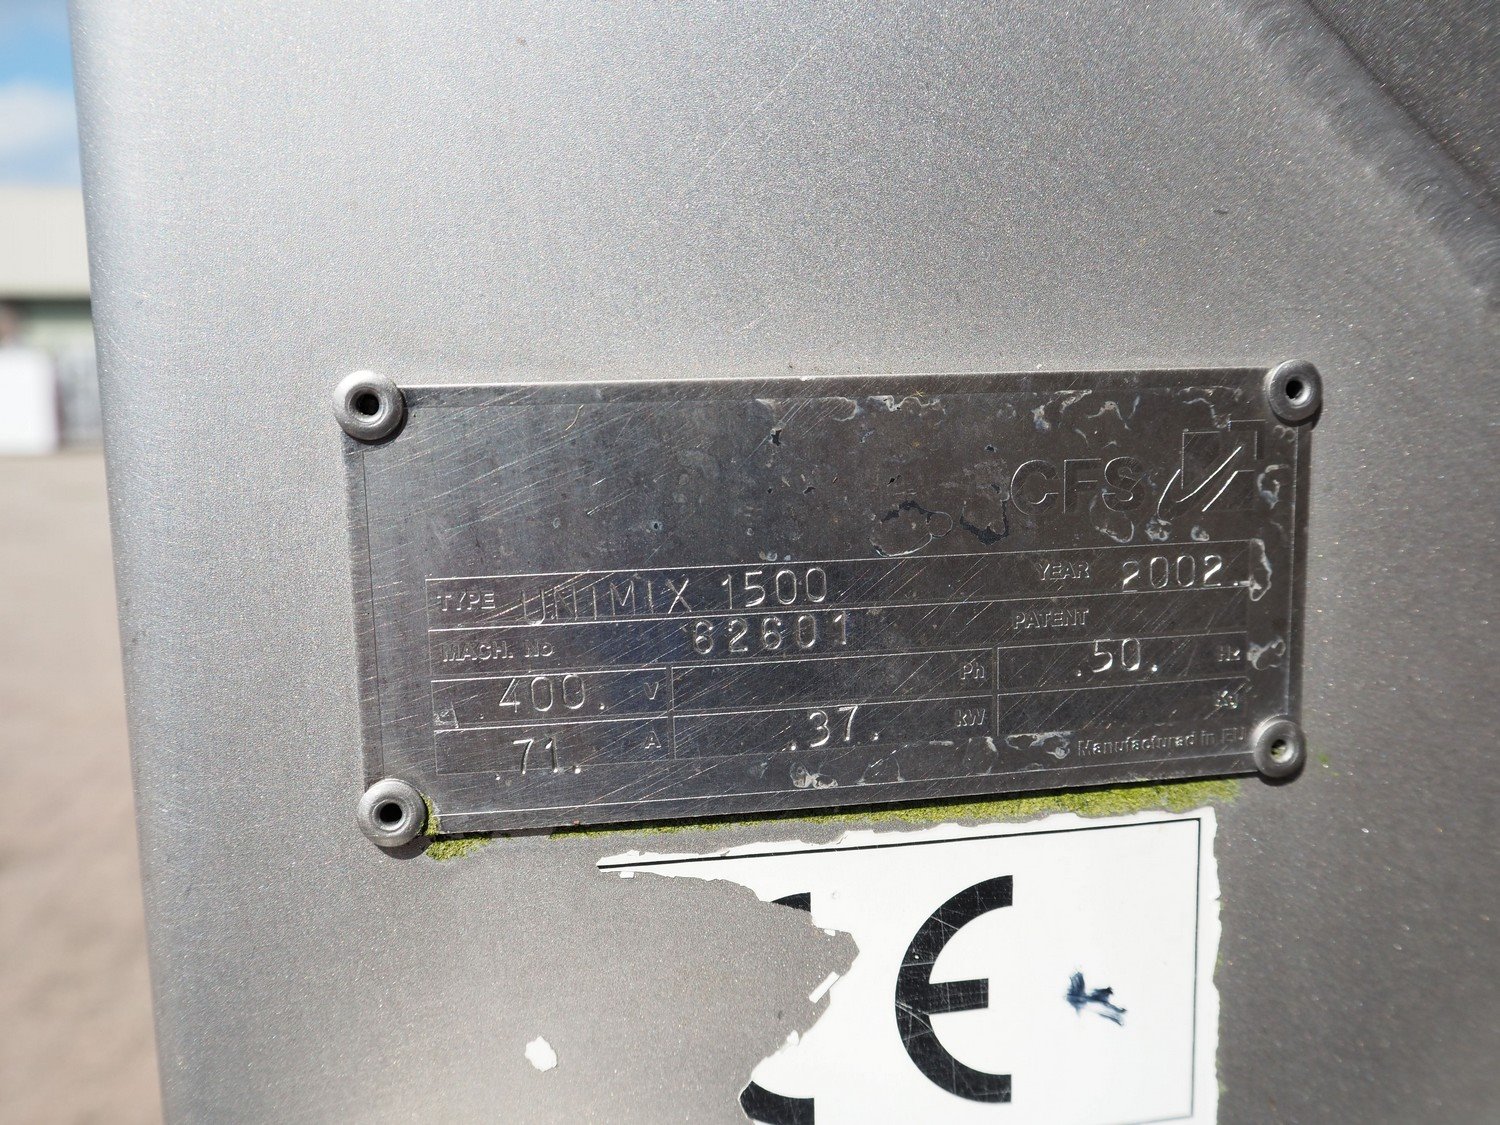 CFS
TYPE UNIMIX 1500 YEAR 2002
MACH. No 62601 PATENT
.400. V Ph .50. Hz
.71. A .37. kW
Manufacturad in EU
CE